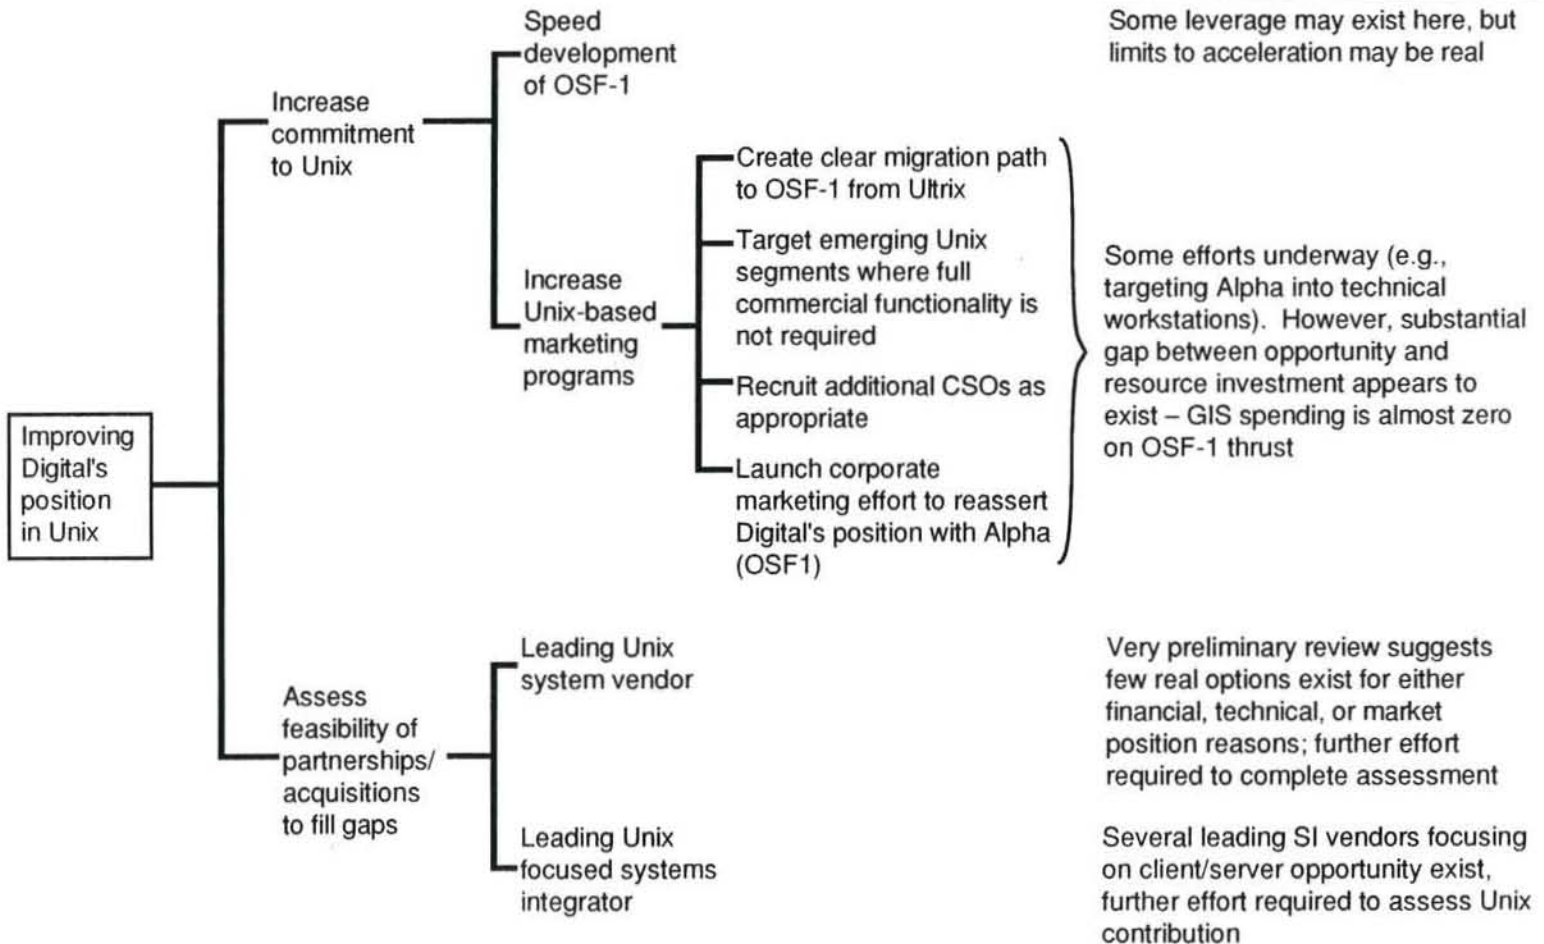 Improving
Digital's
position
in Unix
Increase
commitment
to Unix
Speed
development
of OSF-1
Some leverage may exist here, but
limits to acceleration may be real
Increase
Unix-based
marketing
programs
Create clear migration path
to OSF-1 from Ultrix
Target emerging Unix
segments where full
commercial functionality is
not required
Recruit additional CSOs as
appropriate
Launch corporate
marketing effort to reassert
Digital's position with Alpha
(OSF1)
Some efforts underway (e.g.,
targeting Alpha into technical
workstations). However, substantial
gap between opportunity and
resource investment appears to
exist – GIS spending is almost zero
on OSF-1 thrust
Assess
feasibility of
partnerships/
acquisitions
to fill gaps
Leading Unix
system vendor
Very preliminary review suggests
few real options exist for either
financial, technical, or market
position reasons; further effort
required to complete assessment
Leading Unix
focused systems
integrator
Several leading SI vendors focusing
on client/server opportunity exist,
further effort required to assess Unix
contribution